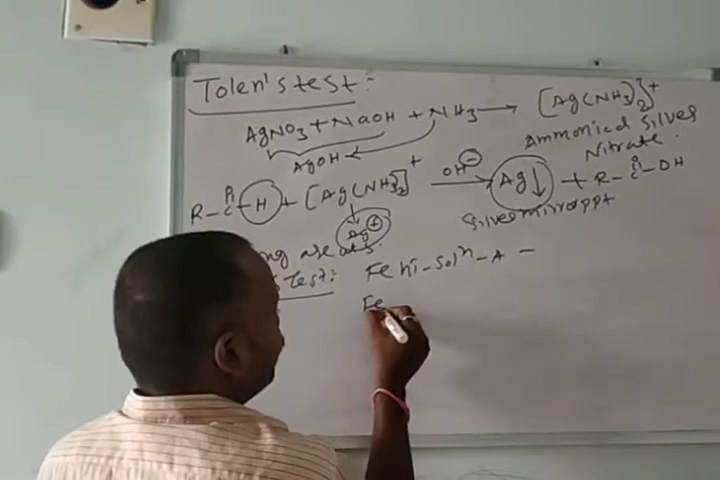 Tolen's test:
AgNO3 + NaOH + NH3 → [Ag(NH3)2]+
AgOH ←
Ammonical Silver
Nitrate.
R-C-H + [Ag(NH3)2]+ OH⊖ → Ag↓ + R-C-OH
Ag⊕
Silver mirror ppt
Test: Fehi-Solⁿ-A -
Fe